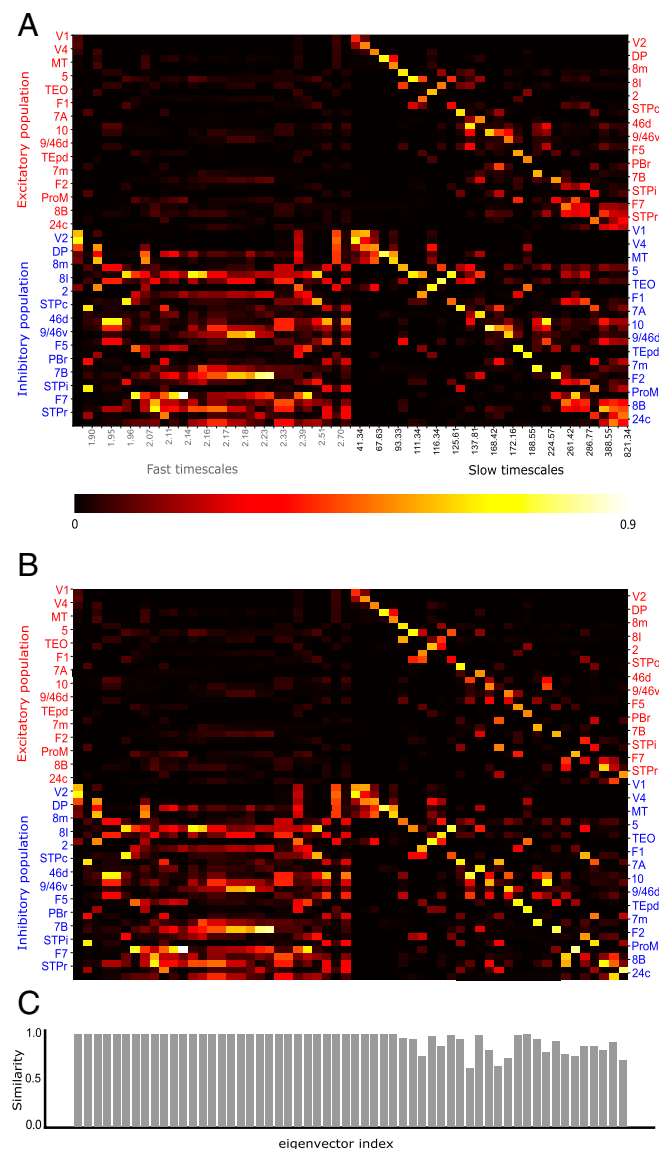 A
V1
V4
MT
5
TEO
F1
7A
10
9/46d
TEpd
7m
F2
ProM
8B
24c
V2
DP
8m
8l
2
STPc
46d
9/46v
F5
PBr
7B
STPi
F7
STPr
Excitatory population
Inhibitory population
V2
DP
8m
8l
2
STPc
46d
9/46v
F5
PBr
7B
STPi
F7
STPr
V1
V4
MT
5
TEO
F1
7A
10
9/46d
TEpd
7m
F2
ProM
8B
24c
1.90
1.95
1.96
2.07
2.11
2.14
2.16
2.17
2.18
2.23
2.33
2.39
2.51
2.70
41.34
67.63
93.33
111.34
116.34
125.61
137.81
168.42
172.16
188.55
224.57
261.42
286.77
388.55
821.34
Fast timescales
Slow timescales
0
0.9
B
V1
V4
MT
5
TEO
F1
7A
10
9/46d
TEpd
7m
F2
ProM
8B
24c
V2
DP
8m
8l
2
STPc
46d
9/46v
F5
PBr
7B
STPi
F7
STPr
Excitatory population
Inhibitory population
V2
DP
8m
8l
2
STPc
46d
9/46v
F5
PBr
7B
STPi
F7
STPr
V1
V4
MT
5
TEO
F1
7A
10
9/46d
TEpd
7m
F2
ProM
8B
24c
C
1.0
0.5
0.0
Similarity
eigenvector index